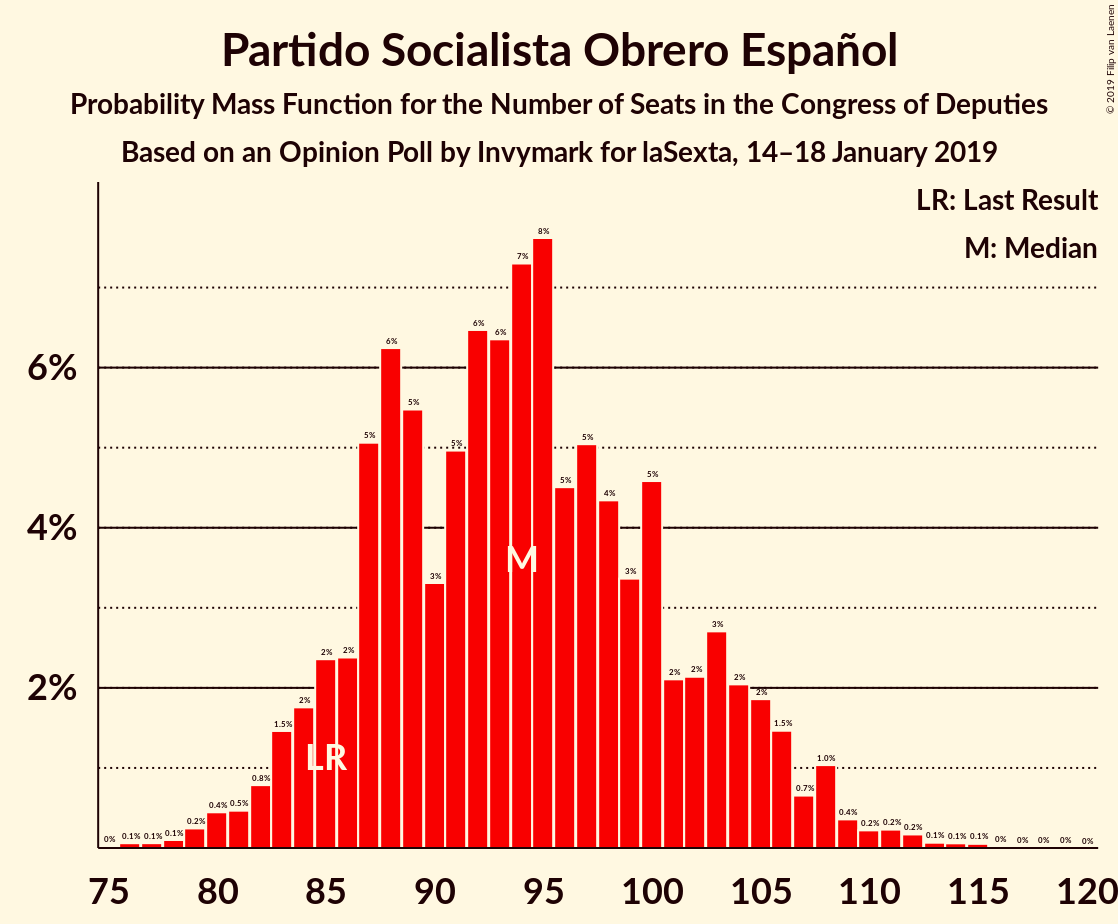 Partido Socialista Obrero Español
Probability Mass Function for the Number of Seats in the Congress of Deputies
Based on an Opinion Poll by Invymark for laSexta, 14–18 January 2019
© 2019 Filip van Laenen
LR: Last Result
M: Median
6%
4%
2%
0% 0.1% 0.1% 0.1% 0.2% 0.4% 0.5% 0.8% 1.5% 2% 2% 2% 5% 6% 5% 3% 5% 6% 6% 7% 8% 5% 5% 4% 3% 5% 2% 2% 3% 2% 2% 1.5% 0.7% 1.0% 0.4% 0.2% 0.2% 0.2% 0.1% 0.1% 0.1% 0% 0% 0% 0% 0%
M
LR
75 80 85 90 95 100 105 110 115 120